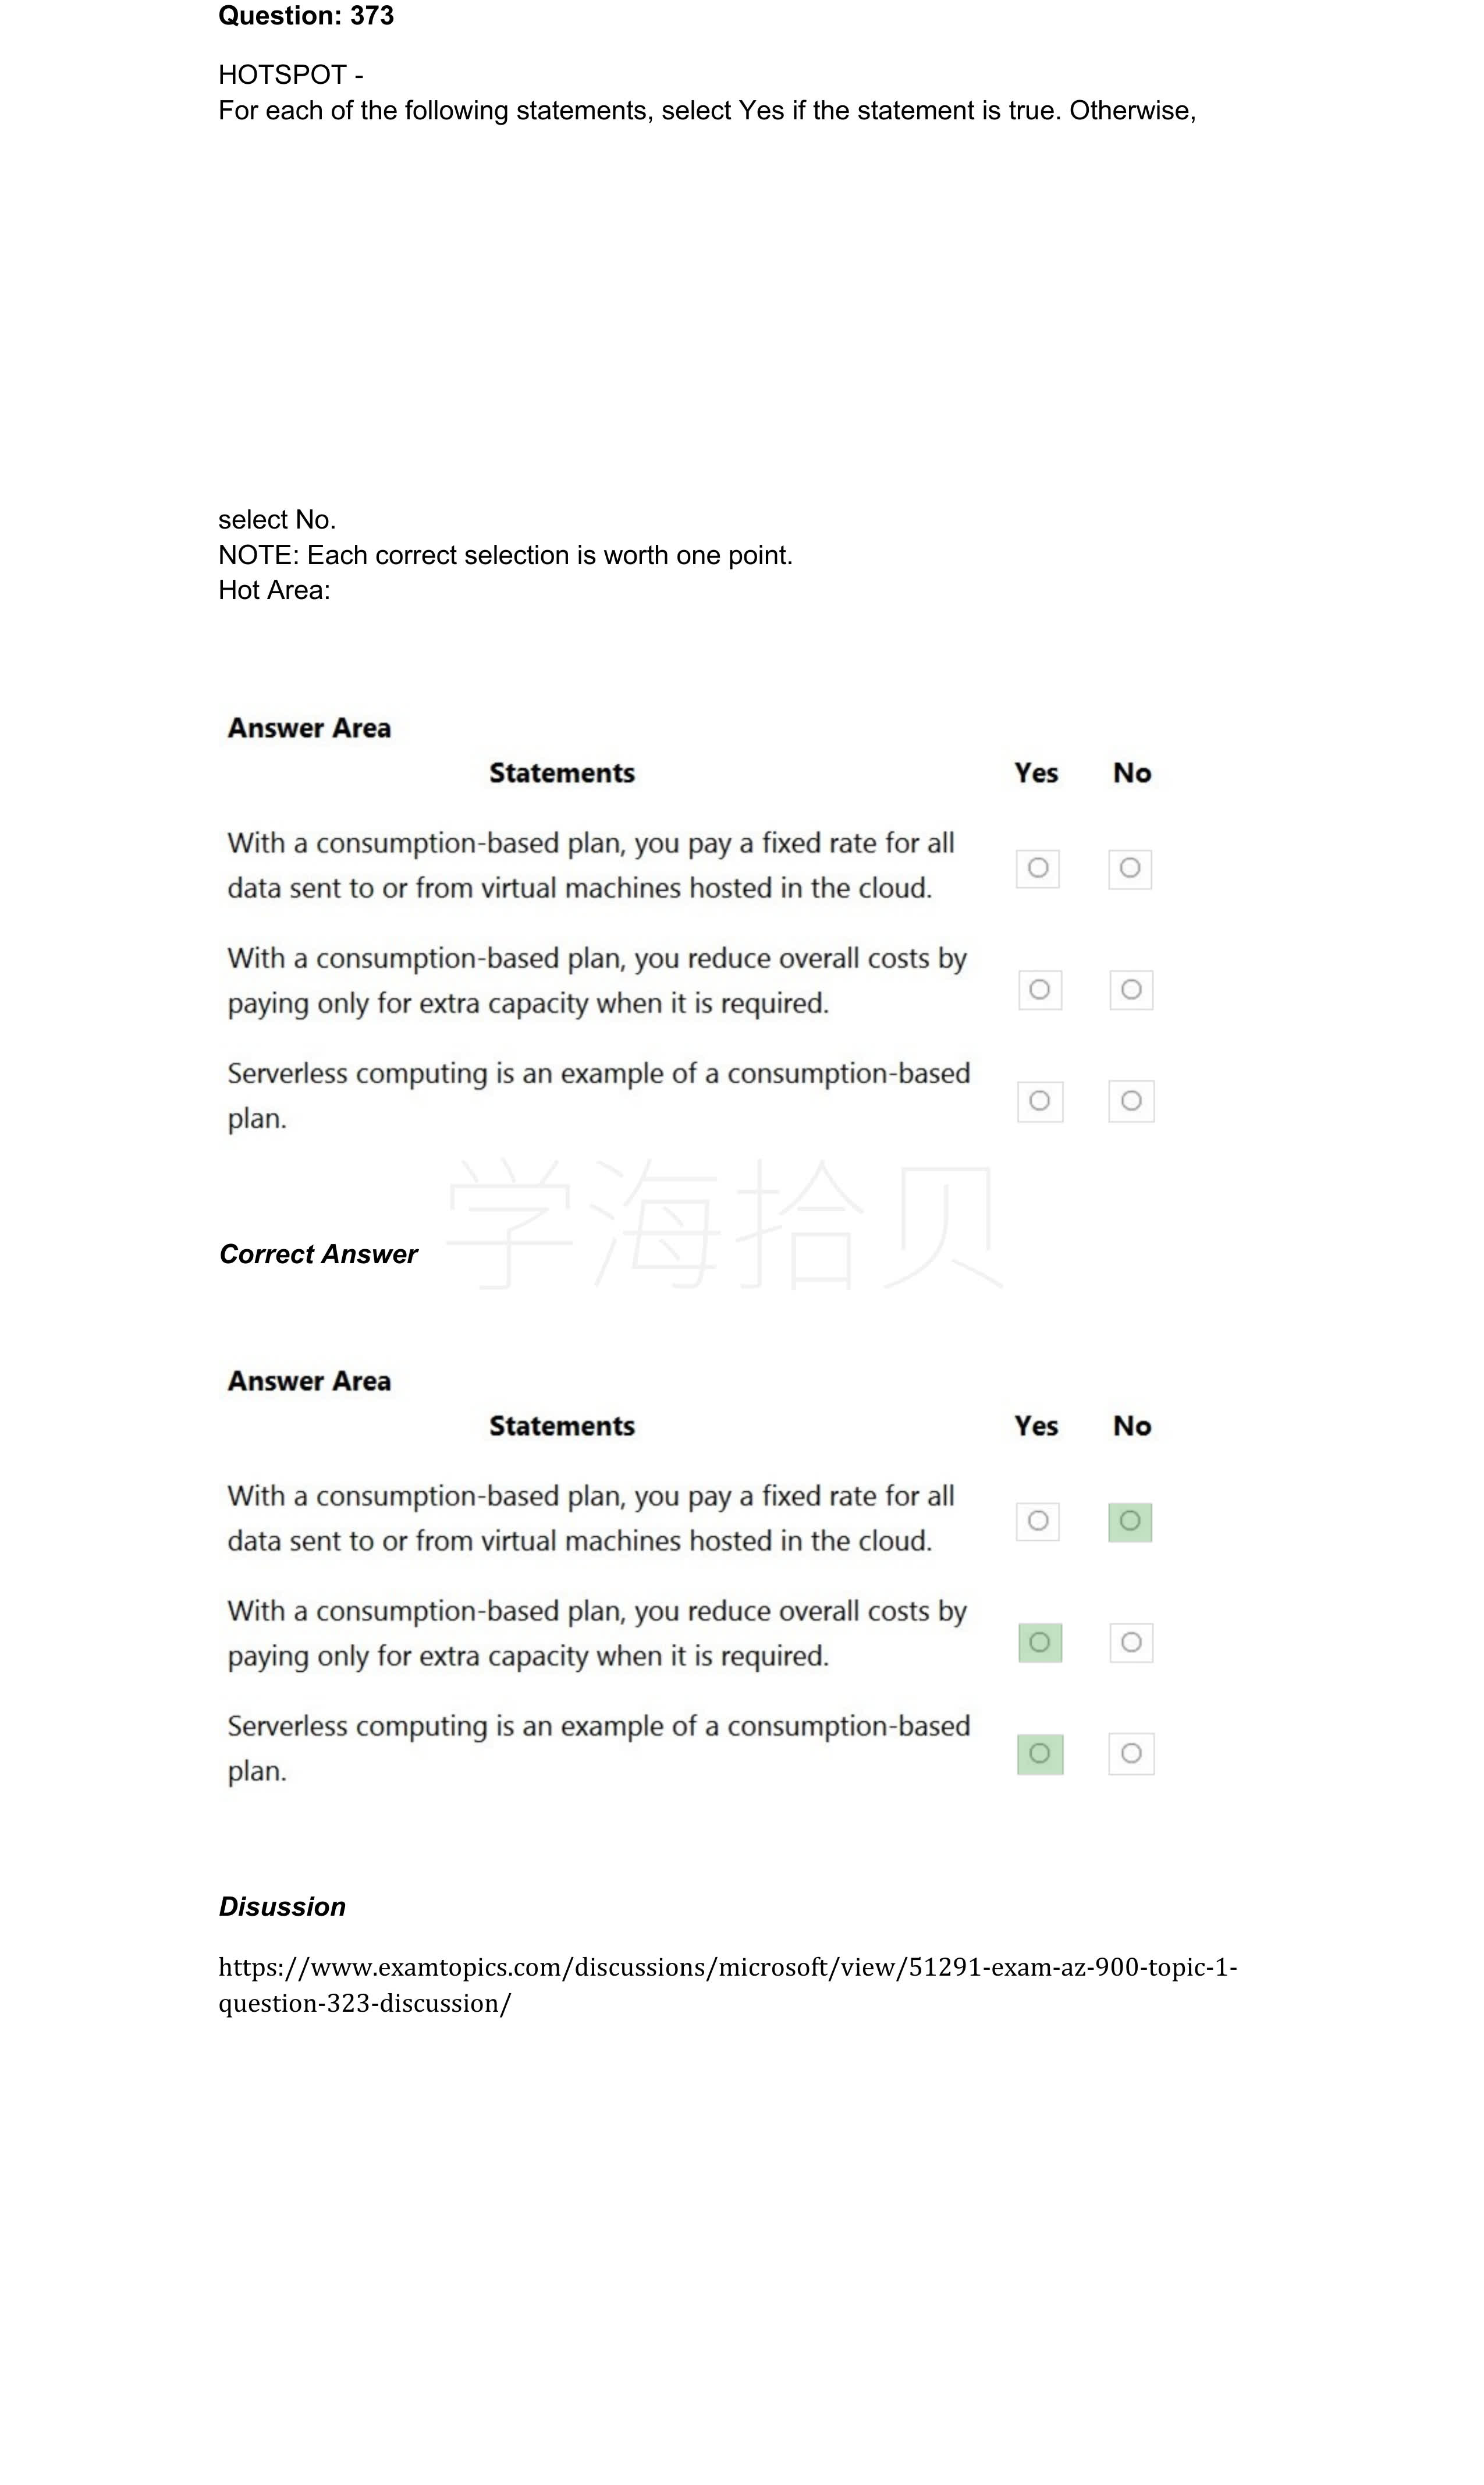 Question: 373
HOTSPOT -
For each of the following statements, select Yes if the statement is true. Otherwise,
select No.
NOTE: Each correct selection is worth one point.
Hot Area:
Answer Area
Statements Yes No
With a consumption-based plan, you pay a fixed rate for all
data sent to or from virtual machines hosted in the cloud.
With a consumption-based plan, you reduce overall costs by
paying only for extra capacity when it is required.
Serverless computing is an example of a consumption-based
plan.
学海拾贝
Correct Answer
Answer Area
Statements Yes No
With a consumption-based plan, you pay a fixed rate for all
data sent to or from virtual machines hosted in the cloud.
With a consumption-based plan, you reduce overall costs by
paying only for extra capacity when it is required.
Serverless computing is an example of a consumption-based
plan.
Disussion
https://www.examtopics.com/discussions/microsoft/view/51291-exam-az-900-topic-1-
question-323-discussion/